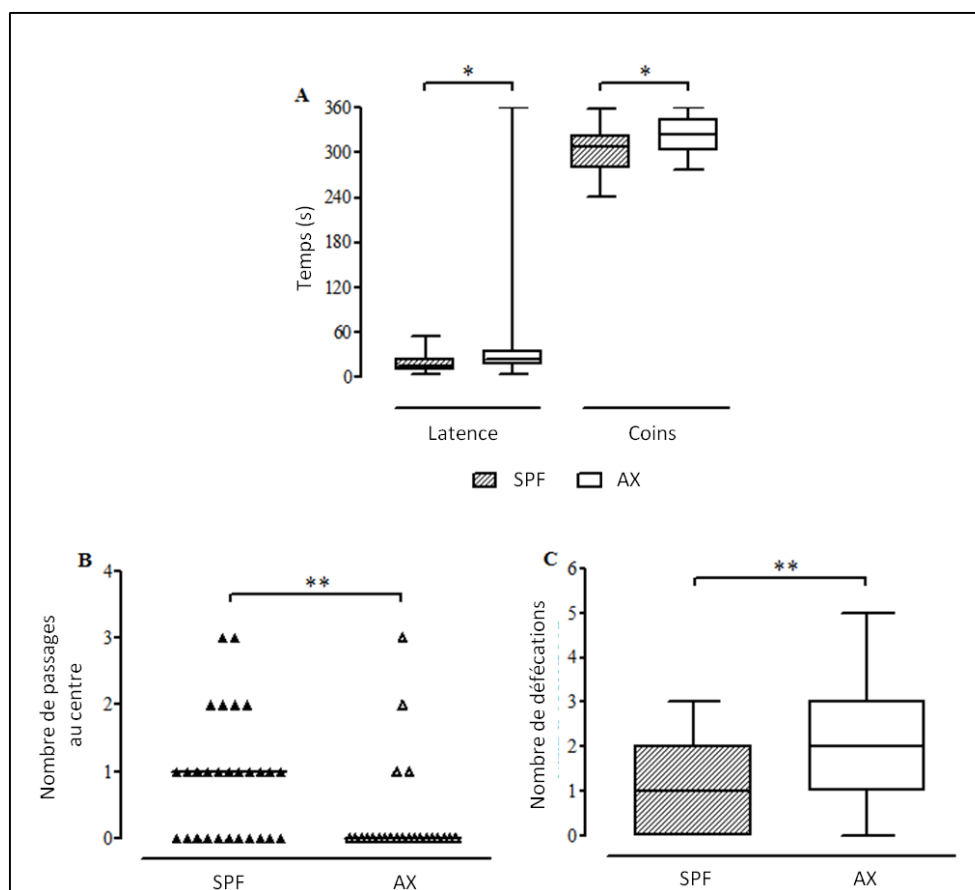 A
* *
Temps (s)
360
300
240
180
120
60
0
Latence Coins
SPF AX
B
**
Nombre de passages
au centre
4
3
2
1
0
SPF AX
C
**
Nombre de défécations
6
5
4
3
2
1
0
SPF AX